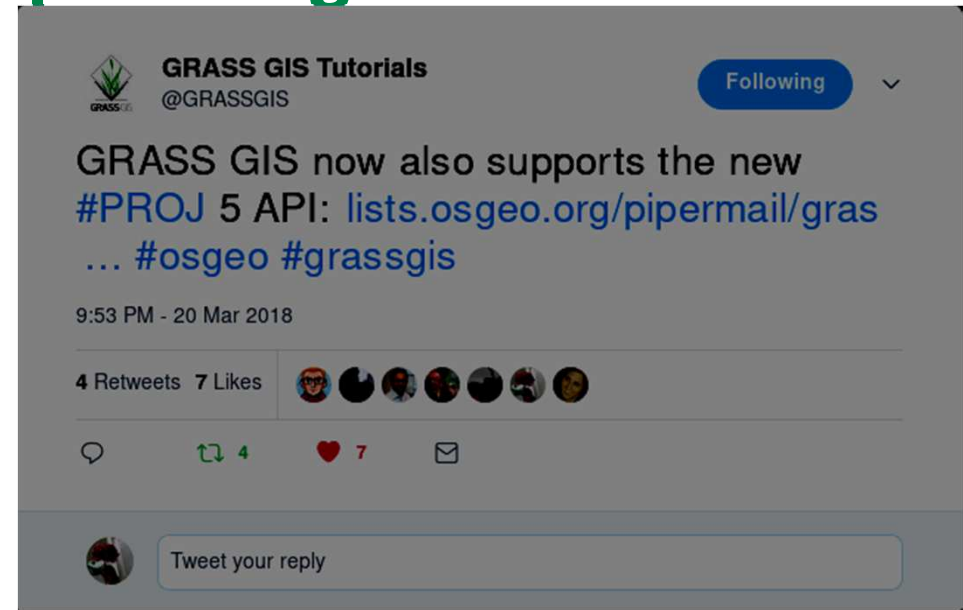 GRASS GIS Tutorials
@GRASSGIS
Following
GRASS GIS now also supports the new
#PROJ 5 API: lists.osgeo.org/pipermail/gras
... #osgeo #grassgis
9:53 PM - 20 Mar 2018
4 Retweets 7 Likes
4 7
Tweet your reply